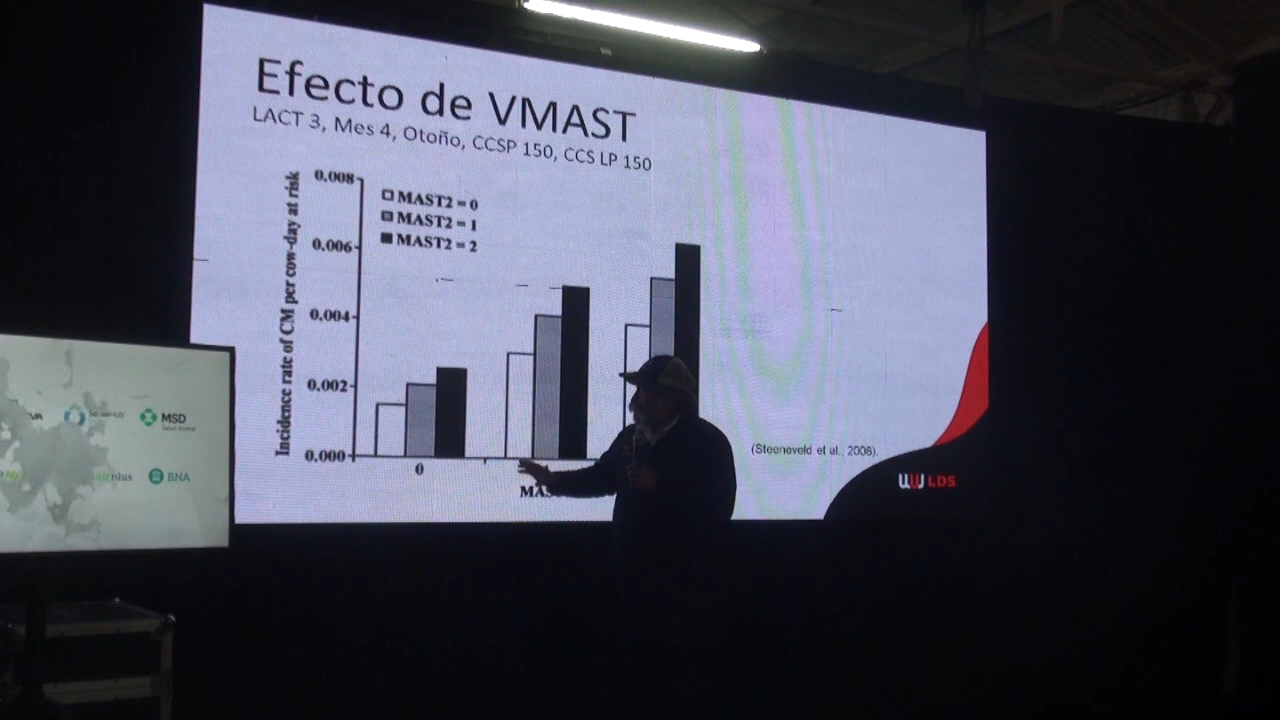 Efecto de VMAST
LACT 3, Mes 4, Otoño, CCSP 150, CCS LP 150
Incidence rate of CM per cow-day at risk
0.008
0.006
0.004
0.002
0.000
MAST2 = 0
MAST2 = 1
MAST2 = 2
0
(Steeneveld et al., 2008).
LDS
MSD
Salud Animal
BNA